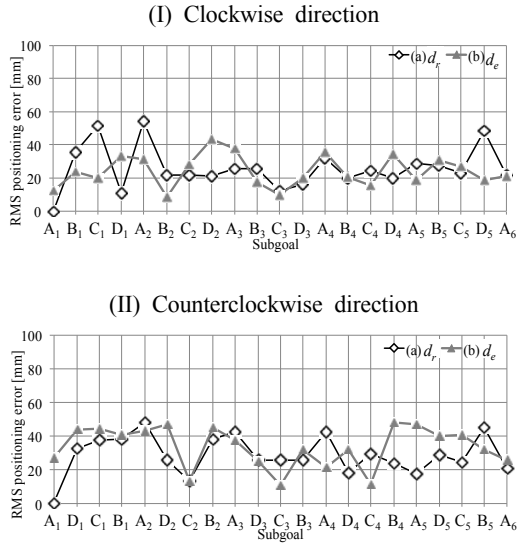 (I) Clockwise direction
RMS positioning error [mm]
100
80
60
40
20
0
(a) dr (b) de
A1 B1 C1 D1 A2 B2 C2 D2 A3 B3 C3 D3 A4 B4 C4 D4 A5 B5 C5 D5 A6
Subgoal
(II) Counterclockwise direction
RMS positioning error [mm]
100
80
60
40
20
0
(a) dr (b) de
A1 D1 C1 B1 A2 D2 C2 B2 A3 D3 C3 B3 A4 D4 C4 B4 A5 D5 C5 B5 A6
Subgoal